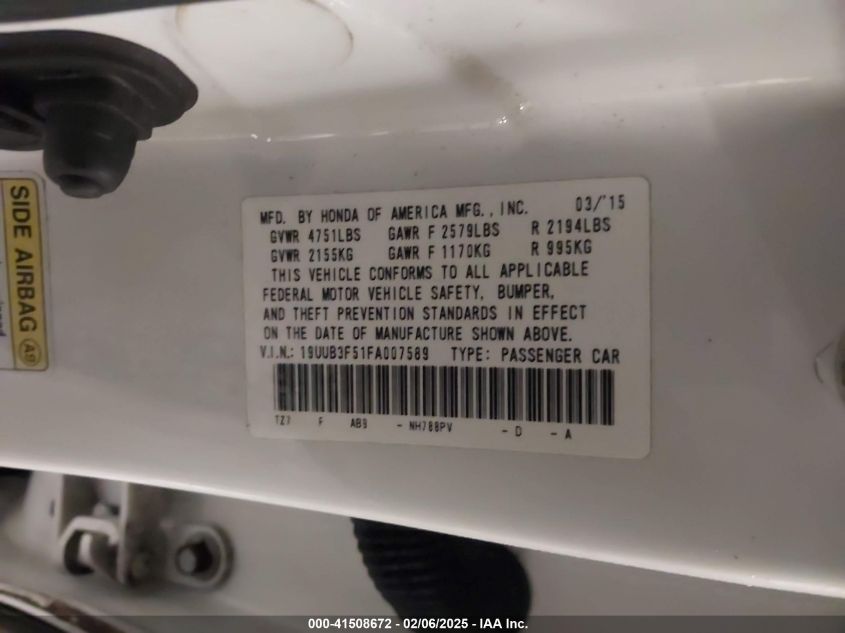 MFD. BY HONDA OF AMERICA MFG., INC. 03/'15
GVWR 4751LBS GAWR F 2579LBS R 2194LBS
GVWR 2155KG GAWR F 1170KG R 995KG
THIS VEHICLE CONFORMS TO ALL APPLICABLE
FEDERAL MOTOR VEHICLE SAFETY, BUMPER,
AND THEFT PREVENTION STANDARDS IN EFFECT
ON THE DATE OF MANUFACTURE SHOWN ABOVE.
V.I.N.: 19UUB3F51FA007589 TYPE: PASSENGER CAR
TZ7 F AB9 - NH788PV - D - A
SIDE AIRBAG A9
000-41508672 - 02/06/2025 - IAA Inc.